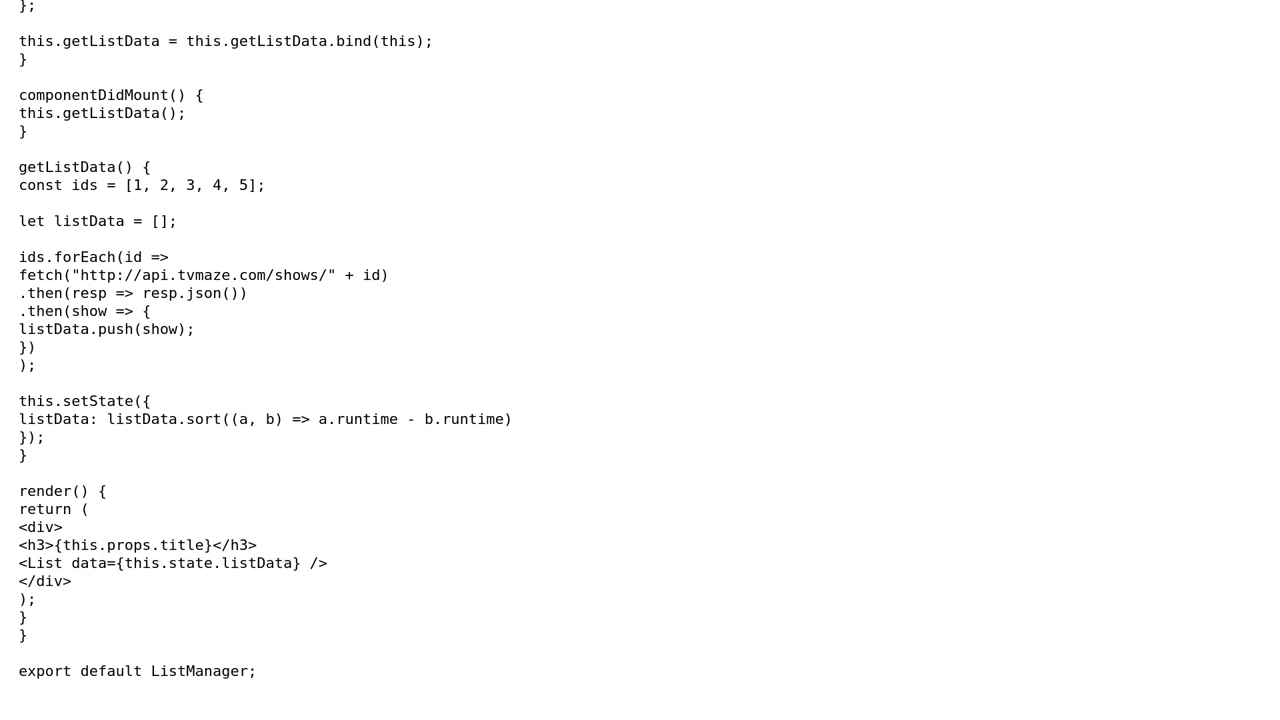 };
this.getListData = this.getListData.bind(this);
}
componentDidMount() {
this.getListData();
}
getListData() {
const ids = [1, 2, 3, 4, 5];
let listData = [];
ids.forEach(id =>
fetch("http://api.tvmaze.com/shows/" + id)
.then(resp => resp.json())
.then(show => {
listData.push(show);
})
);
this.setState({
listData: listData.sort((a, b) => a.runtime - b.runtime)
});
}
render() {
return (
<div>
<h3>{this.props.title}</h3>
<List data={this.state.listData} />
</div>
);
}
}
export default ListManager;